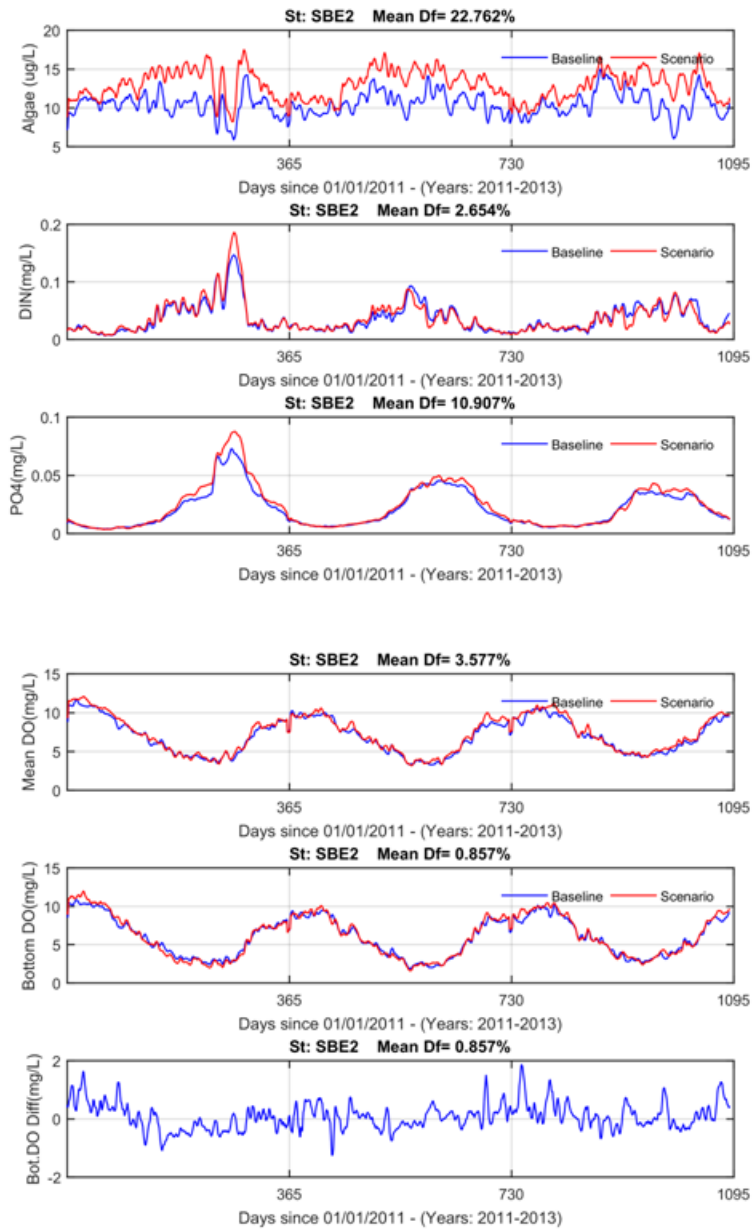 St: SBE2 Mean Df= 22.762%
20
15
10
5
Algae (ug/L)
Baseline Scenario
365 730 1095
Days since 01/01/2011 - (Years: 2011-2013)
St: SBE2 Mean Df= 2.654%
0.2
0.1
0
DIN(mg/L)
Baseline Scenario
365 730 1095
Days since 01/01/2011 - (Years: 2011-2013)
St: SBE2 Mean Df= 10.907%
0.1
0.05
0
PO4(mg/L)
Baseline Scenario
365 730 1095
Days since 01/01/2011 - (Years: 2011-2013)
St: SBE2 Mean Df= 3.577%
15
10
5
0
Mean DO(mg/L)
Baseline Scenario
365 730 1095
Days since 01/01/2011 - (Years: 2011-2013)
St: SBE2 Mean Df= 0.857%
15
10
5
0
Bottom DO(mg/L)
Baseline Scenario
365 730 1095
Days since 01/01/2011 - (Years: 2011-2013)
St: SBE2 Mean Df= 0.857%
2
0
-2
Bot.DO Diff(mg/L)
365 730 1095
Days since 01/01/2011 - (Years: 2011-2013)